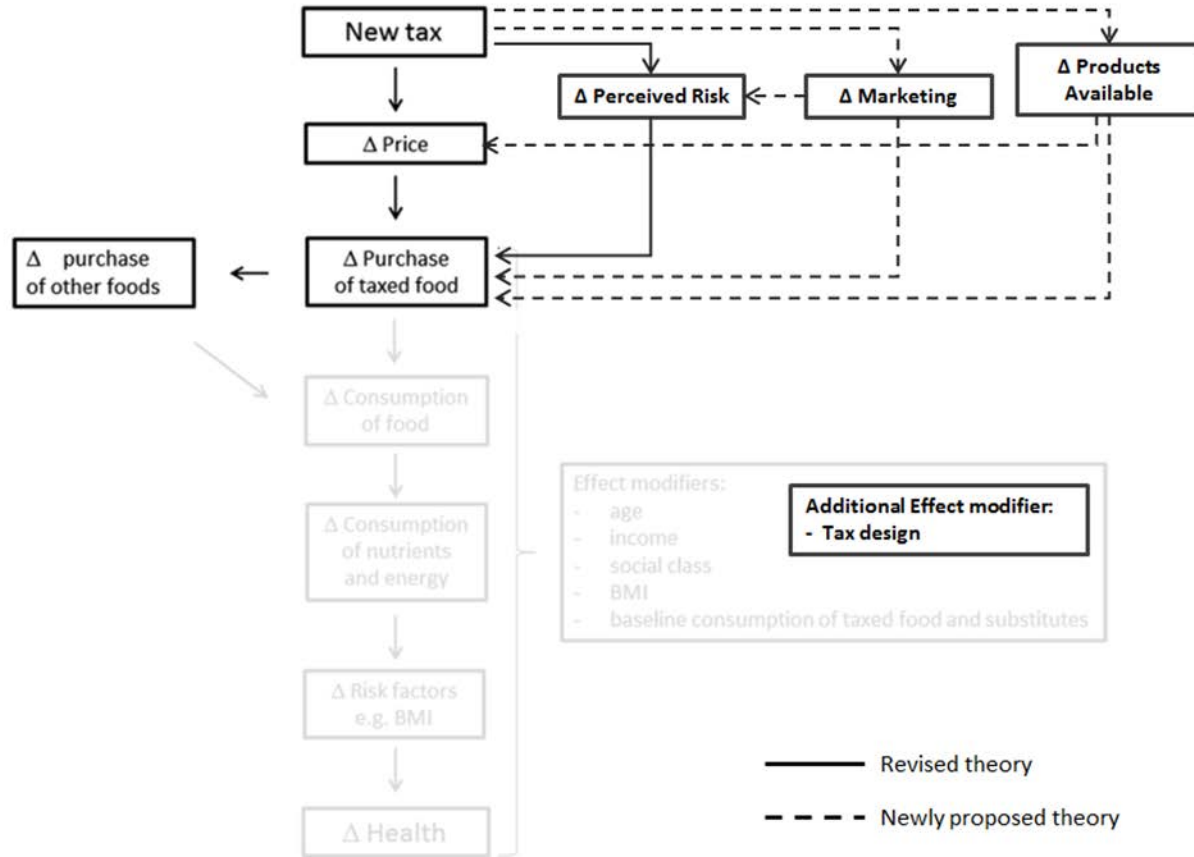 New tax
Δ Perceived Risk
Δ Marketing
Δ Products
Available
Δ Price
Δ purchase
of other foods
Δ Purchase
of taxed food
Δ Consumption
of food
Δ Consumption
of nutrients
and energy
Effect modifiers:
- age
- income
- social class
- BMI
- baseline consumption of taxed food and substitutes
Additional Effect modifier:
- Tax design
Δ Risk factors
e.g. BMI
Δ Health
Revised theory
Newly proposed theory